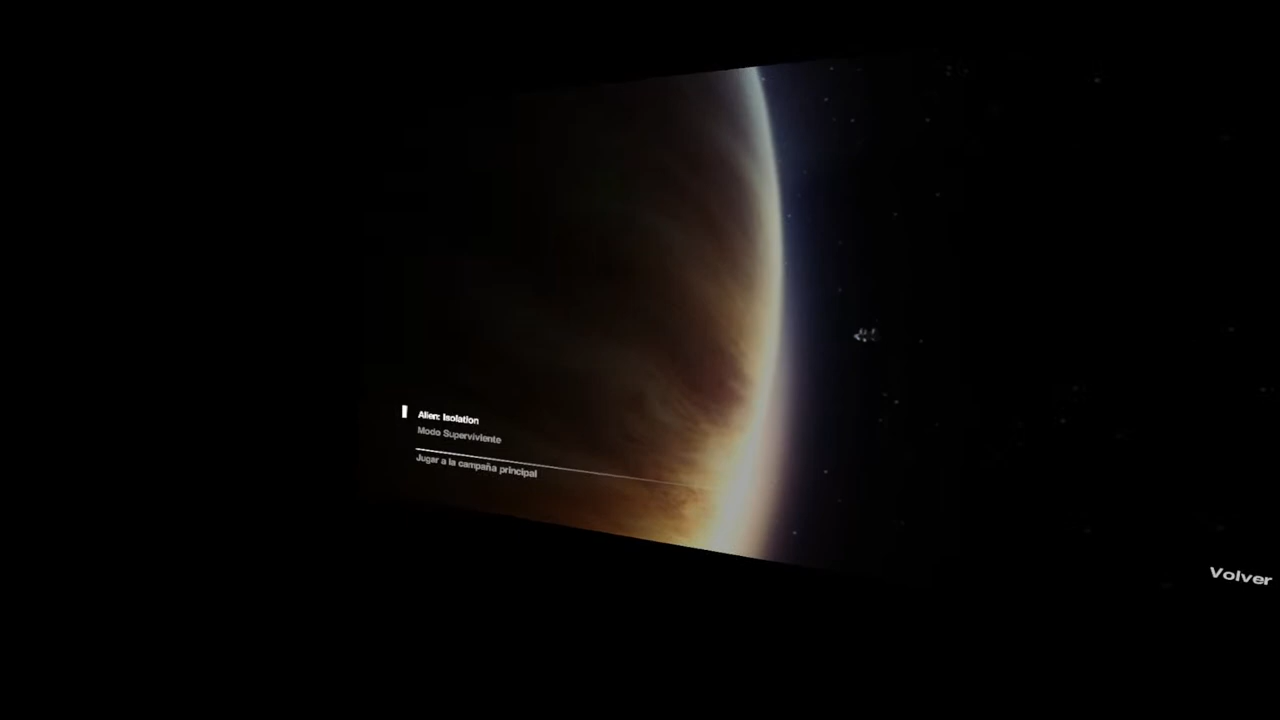 Alien: Isolation
Modo Superviviente
Jugar a la campaña principal
Volver